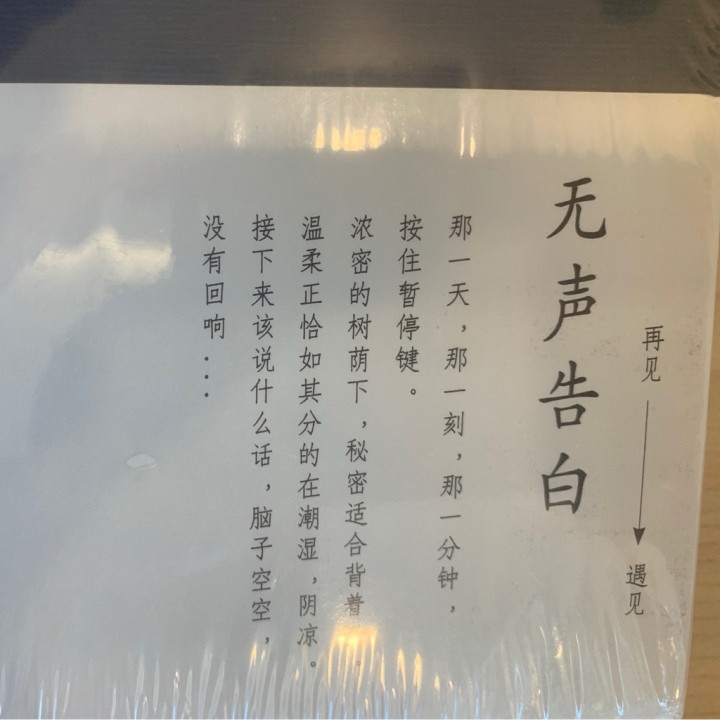 再见
遇见
无声告白
那一天，那一刻，那一分钟，
按住暂停键。
浓密的树荫下，秘密适合背着。
温柔正恰如其分的在潮湿，阴凉。
接下来该说什么话，脑子空空，
没有回响...